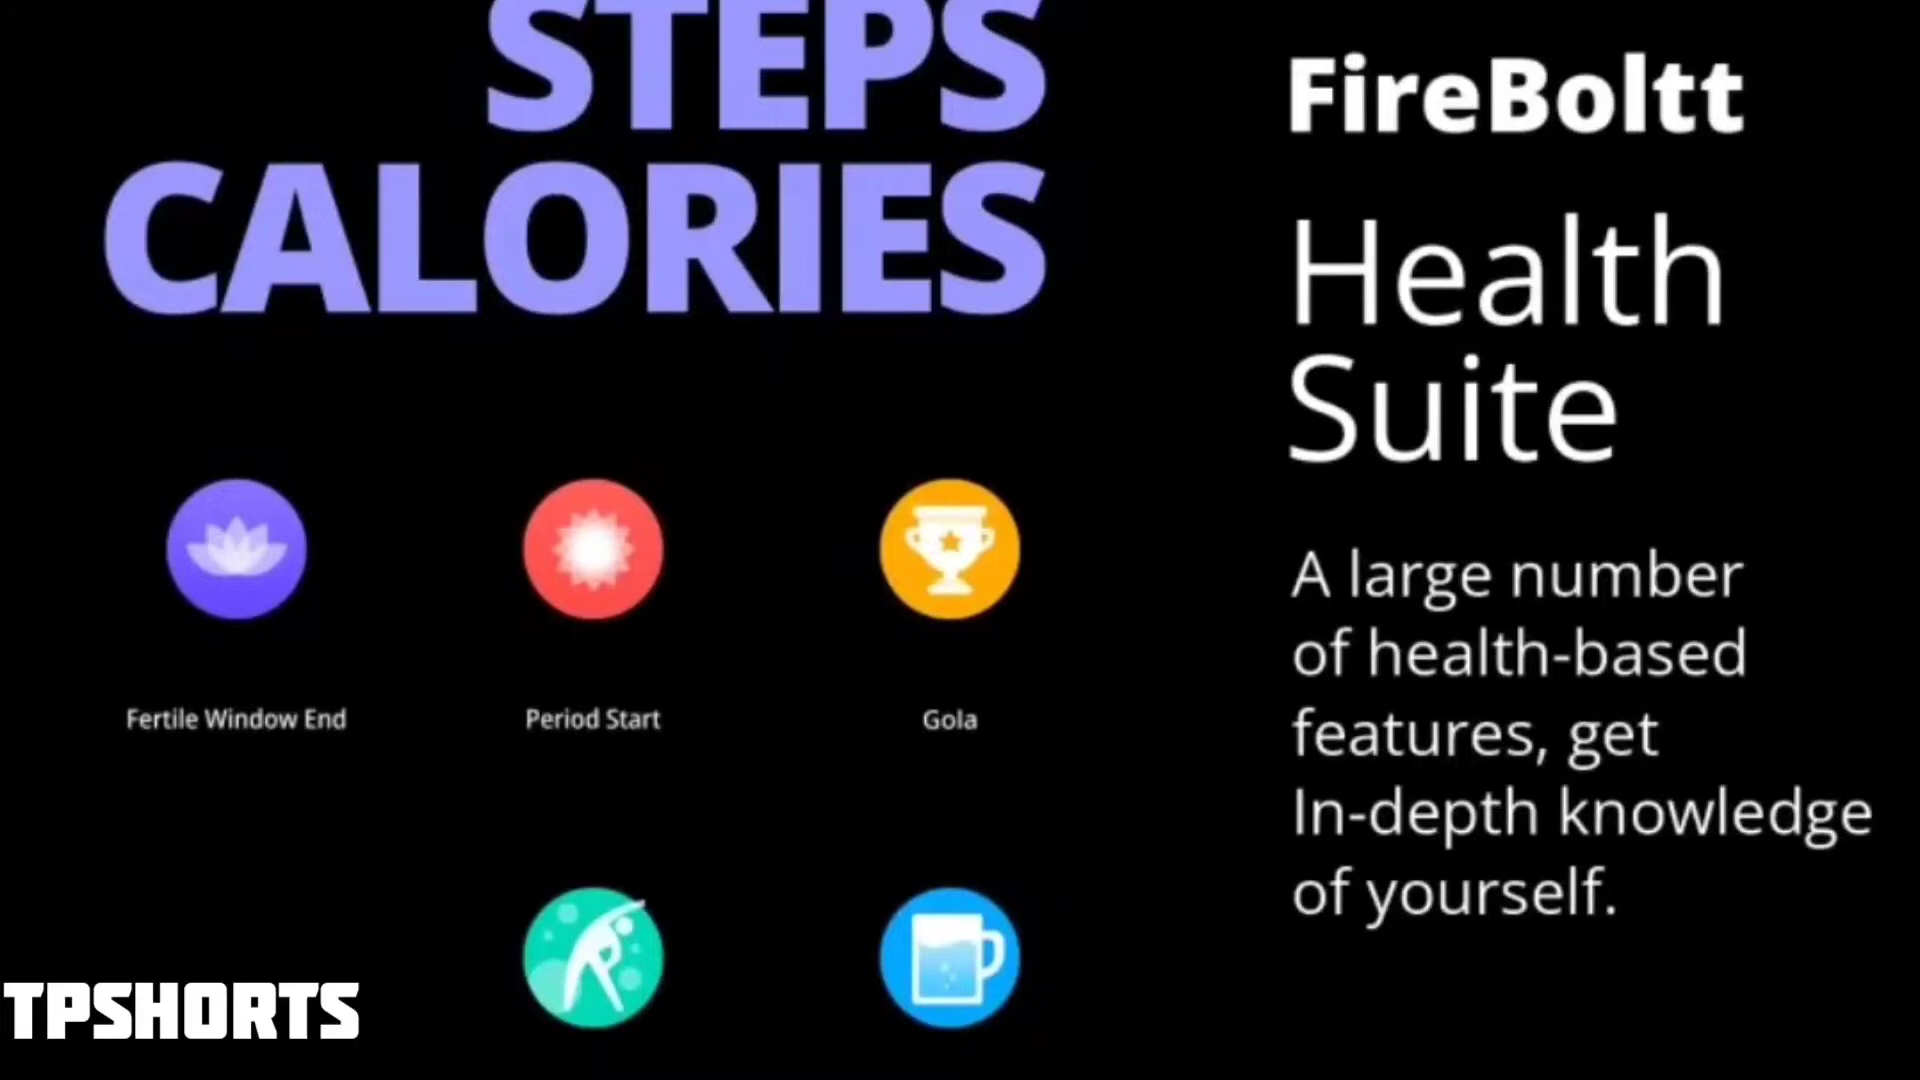 STEPS
CALORIES
Fertile Window End
Period Start
Gola
TPSHORTS
FireBoltt
Health
Suite
A large number
of health-based
features, get
In-depth knowledge
of yourself.